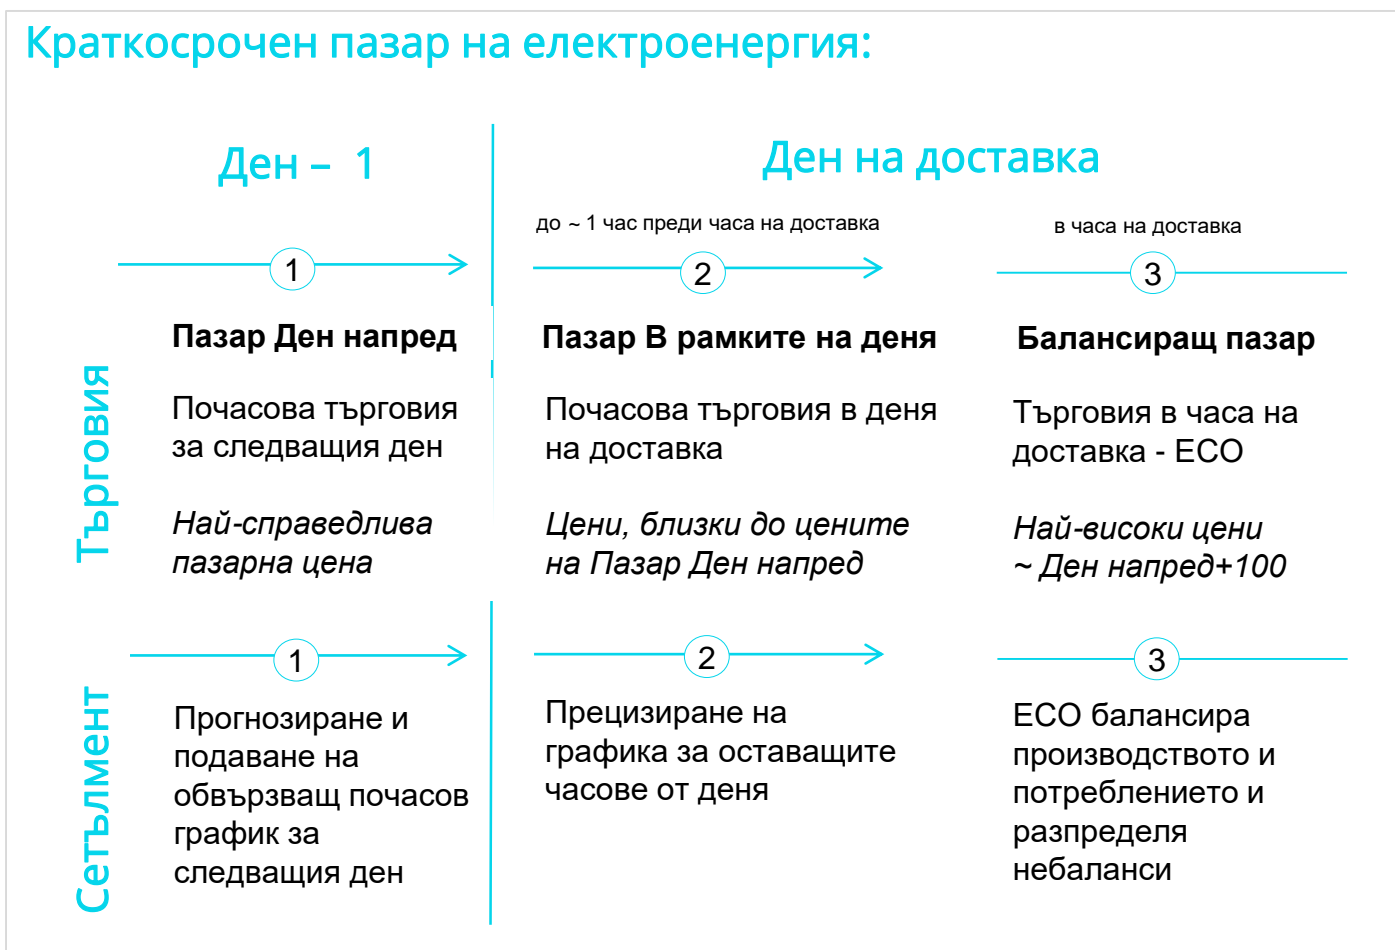 Краткосрочен пазар на електроенергия:
Ден – 1
Ден на доставка
до ~ 1 час преди часа на доставка
в часа на доставка
1
2
3
Търговия
Пазар Ден напред
Почасова търговия
за следващия ден
Най-справедлива
пазарна цена
Пазар В рамките на деня
Почасова търговия в деня
на доставка
Цени, близки до цените
на Пазар Ден напред
Балансиращ пазар
Търговия в часа на
доставка - ЕСО
Най-високи цени
~ Ден напред+100
1
2
3
Сетълмент
Прогнозиране и
подаване на
обвързващ почасов
график за
следващия ден
Прецизиране на
графика за оставащите
часове от деня
ЕСО балансира
производството и
потреблението и
разпределя
небаланси